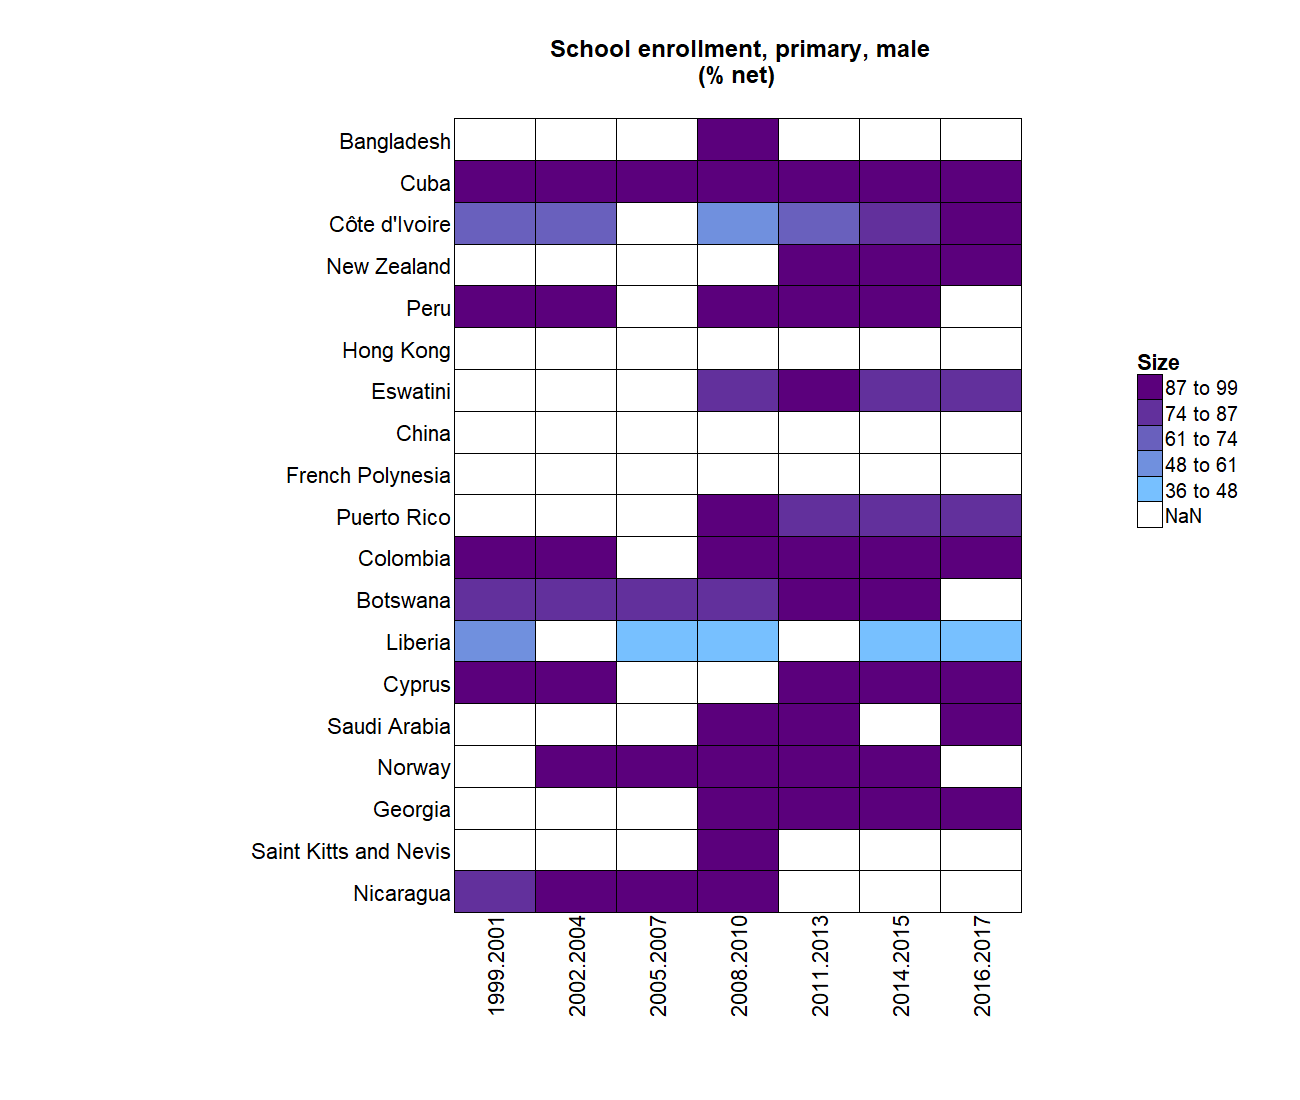 School enrollment, primary, male
(% net)
Bangladesh
Cuba
Côte d'Ivoire
New Zealand
Peru
Hong Kong
Eswatini
China
French Polynesia
Puerto Rico
Colombia
Botswana
Liberia
Cyprus
Saudi Arabia
Norway
Georgia
Saint Kitts and Nevis
Nicaragua
1999.2001
2002.2004
2005.2007
2008.2010
2011.2013
2014.2015
2016.2017
Size
87 to 99
74 to 87
61 to 74
48 to 61
36 to 48
NaN